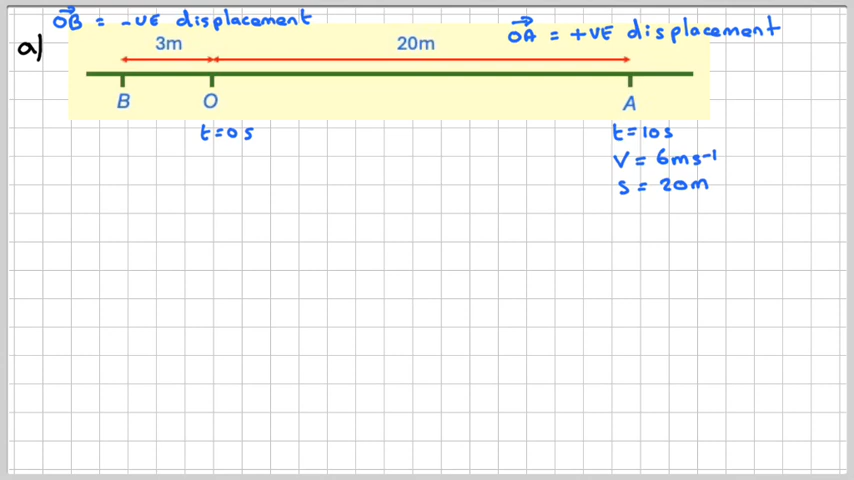 OB = -VE displacement
OA = +VE displacement
a)
3m
20m
B
O
A
t=0s
t=10s
V = 6ms-1
s = 20m